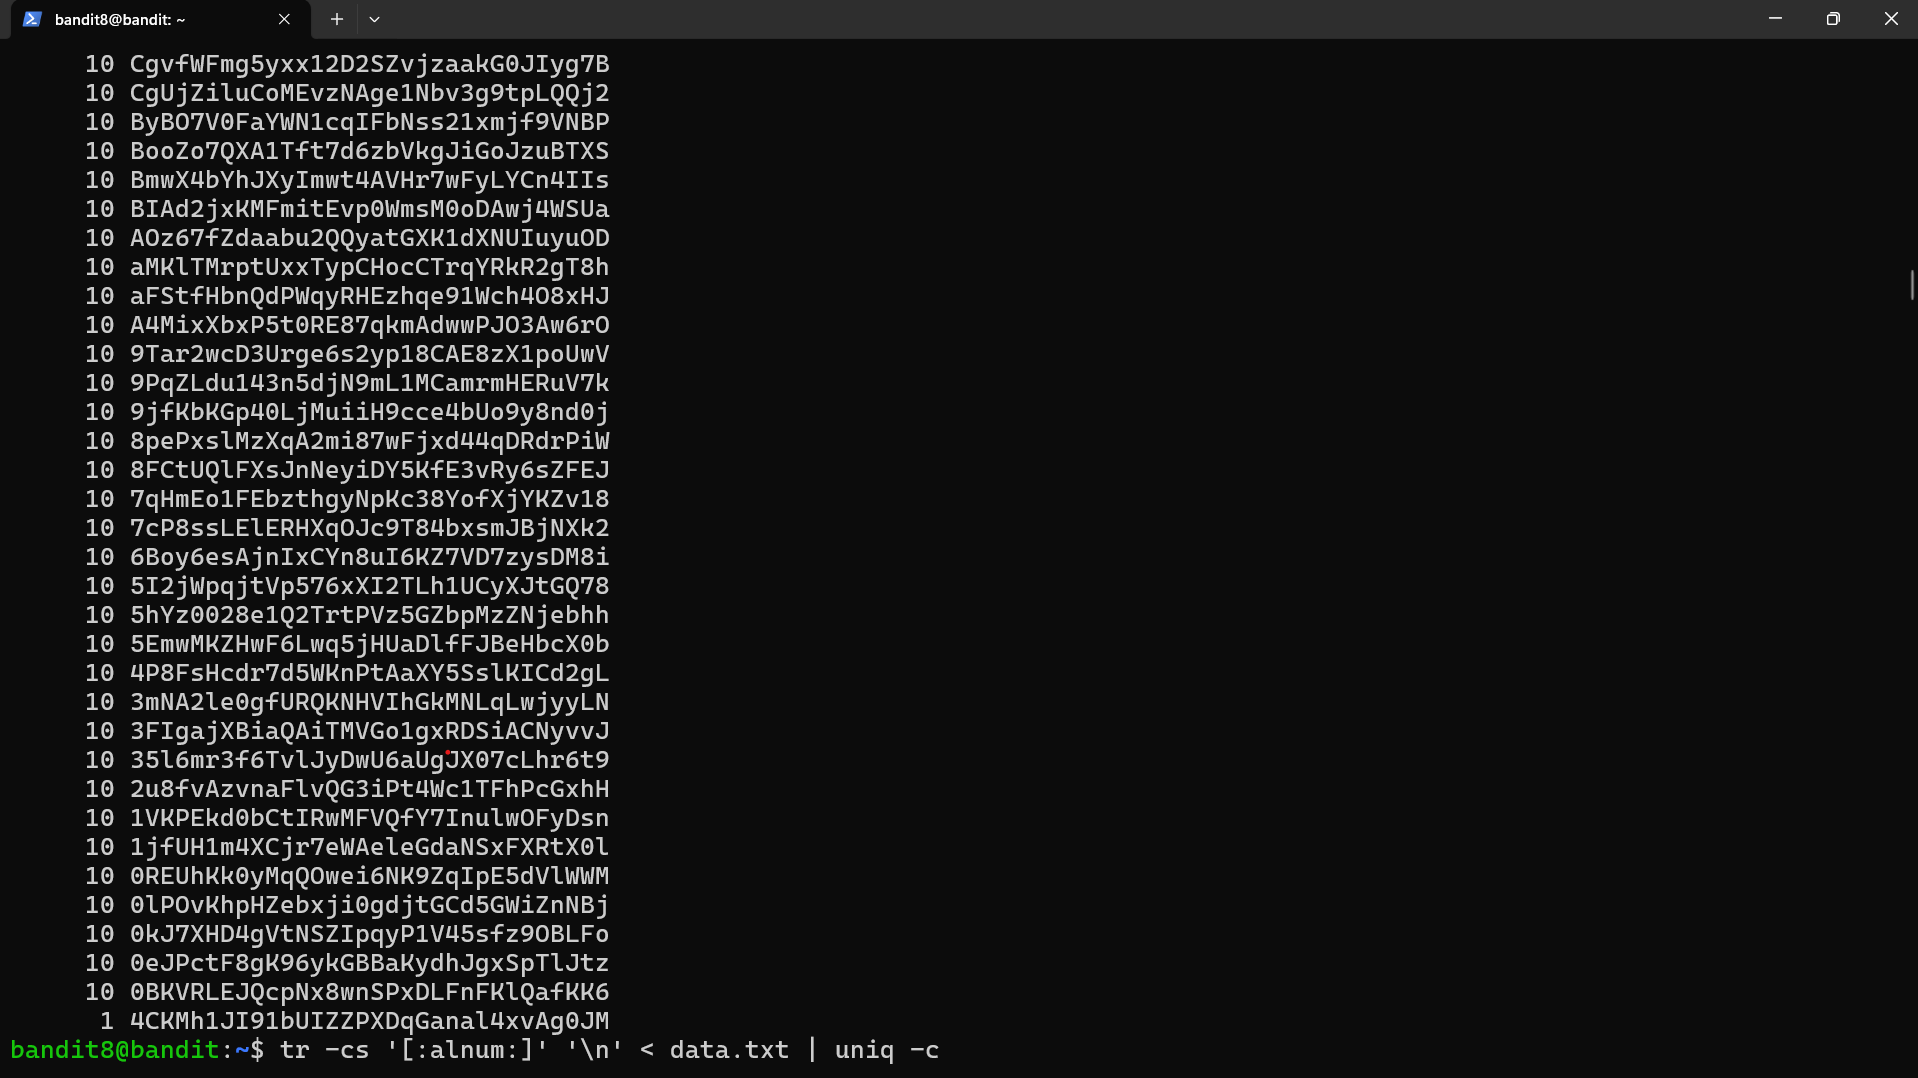 bandit8@bandit: ~
10 CgvfWFmg5yxx12D2SZvjzaakG0JIyg7B
10 CgUjZiluCoMEvzNAge1Nbv3g9tpLQQj2
10 ByBO7V0FaYWN1cqIFbNss21xmjf9VNBP
10 BooZo7QXA1Tft7d6zbVkgJiGoJzuBTXS
10 BmwX4bYhJXyImwt4AVHr7wFyLYCn4IIs
10 BIAd2jxKMFmitEvp0WmsM0oDAwj4WSUa
10 AOz67fZdaabu2QQyatGXK1dXNUIuyuOD
10 aMKlTMrptUxxTypCHocCTrqYRkR2gT8h
10 aFStfHbnQdPWqyRHEzhqe91Wch4O8xHJ
10 A4MixXbxP5t0RE87qkmAdwwPJO3Aw6rO
10 9Tar2wcD3Urge6s2yp18CAE8zX1poUwV
10 9PqZLdu143n5djN9mL1MCamrmHERuV7k
10 9jfKbKGp40LjMuiiH9cce4bUo9y8nd0j
10 8pePxslMzXqA2mi87wFjxd44qDRdrPiW
10 8FCtUQlFXsJnNeyiDY5KfE3vRy6sZFEJ
10 7qHmEo1FEbzthgyNpKc38YofXjYKZv18
10 7cP8ssLElERHXqOJc9T84bxsmJBjNXk2
10 6Boy6esAjnIxCYn8uI6KZ7VD7zysDM8i
10 5I2jWpqjtVp576xXI2TLh1UCyXJtGQ78
10 5hYz0028e1Q2TrtPVz5GZbpMzZNjebhh
10 5EmwMKZHwF6Lwq5jHUaDlfFJBeHbcX0b
10 4P8FsHcdr7d5WKnPtAaXY5SslKICd2gL
10 3mNA2le0gfURQKNHVIhGkMNLqLwjyyLN
10 3FIgajXBiaQAiTMVGo1gxRDSiACNyvvJ
10 35l6mr3f6TvlJyDwU6aUgJX07cLhr6t9
10 2u8fvAzvnaFlvQG3iPt4Wc1TFhPcGxhH
10 1VKPEkd0bCtIRwMFVQfY7InulwOFyDsn
10 1jfUH1m4XCjr7eWAeleGdaNSxFXRtX0l
10 0REUhKk0yMqQOwei6NK9ZqIpE5dVlWWM
10 0lPOvKhpHZebxji0gdjtGCd5GWiZnNBj
10 0kJ7XHD4gVtNSZIpqyP1V45sfz9OBLFo
10 0eJPctF8gK96ykGBBaKydhJgxSpTlJtz
10 0BKVRLEJQcpNx8wnSPxDLFnFKlQafKK6
1 4CKMh1JI91bUIZZPXDqGanal4xvAg0JM
bandit8@bandit:~$ tr -cs '[:alnum:]' '\n' < data.txt | uniq -c